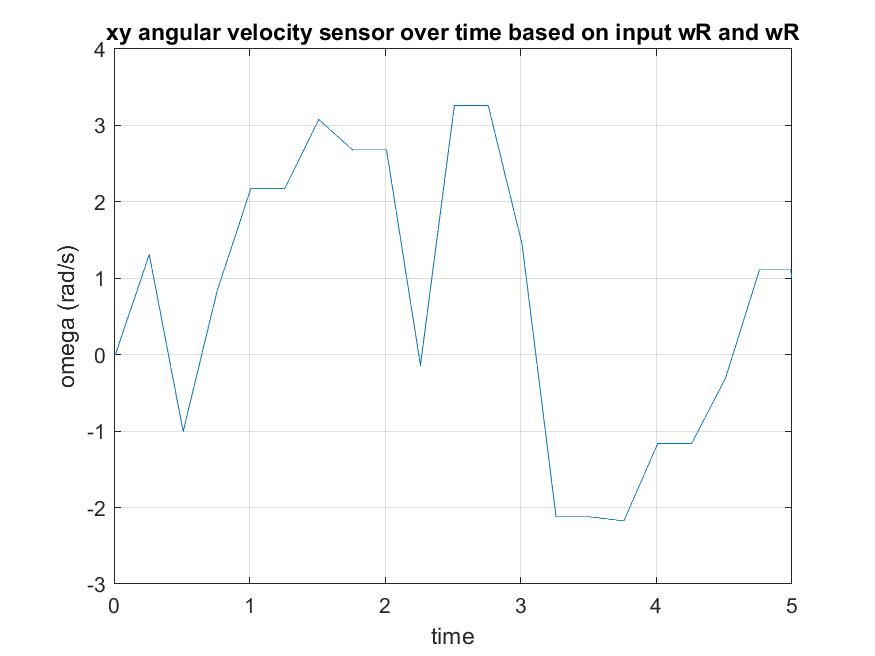 xy angular velocity sensor over time based on input wR and wR
4
3
2
1
0
-1
-2
-3
omega (rad/s)
0 1 2 3 4 5
time